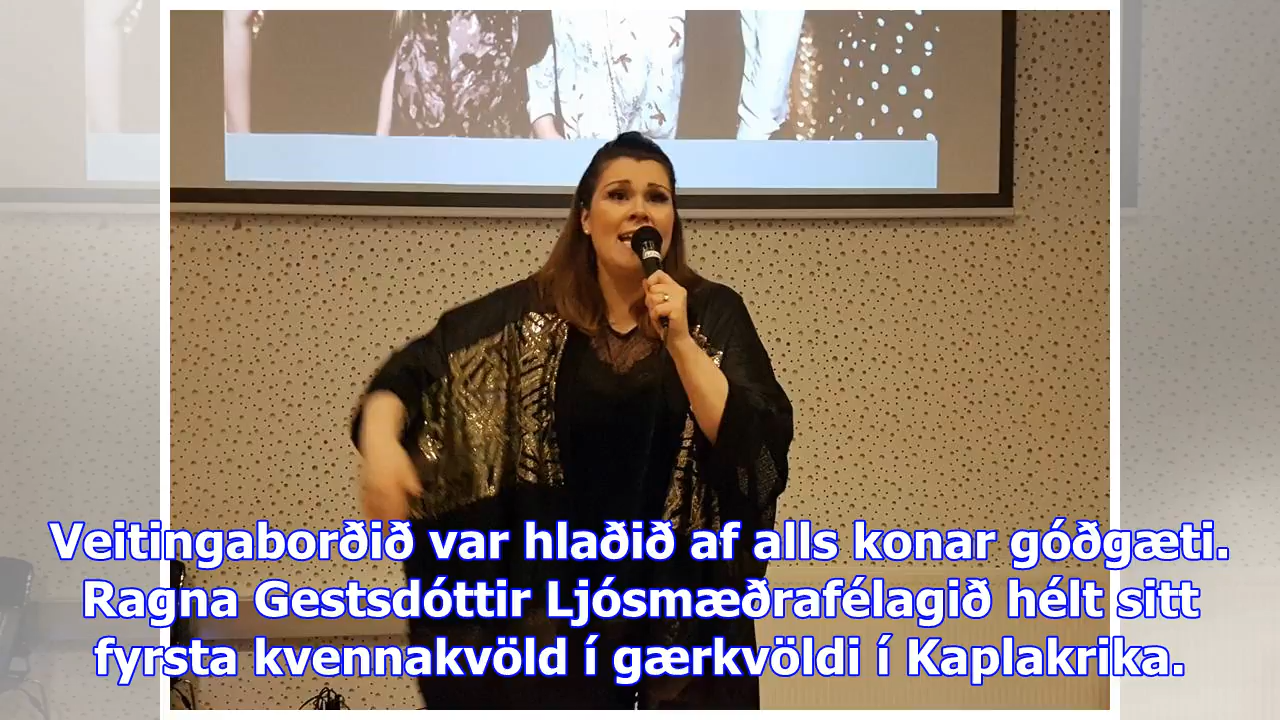 Veitingaborðið var hlaðið af alls konar góðgæti.
Ragna Gestsdóttir Ljósmæðrafélagið hélt sitt
fyrsta kvennakvöld í gærkvöldi í Kaplakrika.